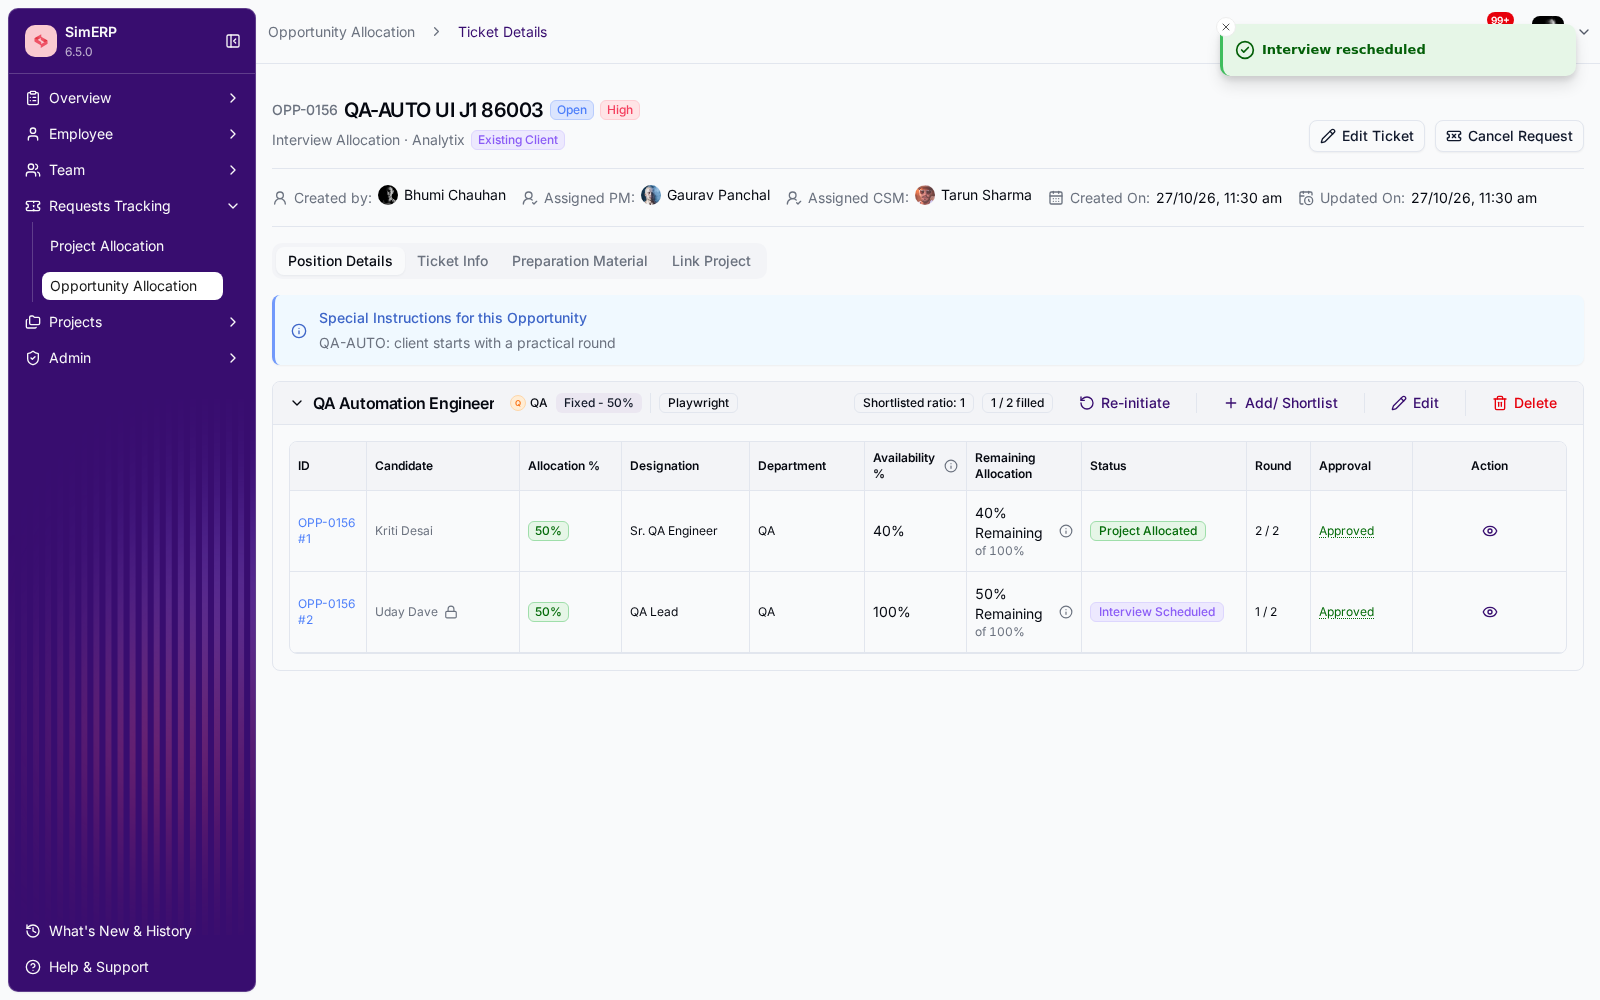 SimERP
6.5.0
Overview
Employee
Team
Requests Tracking
Project Allocation
Opportunity Allocation
Projects
Admin
What's New & History
Help & Support
Opportunity Allocation > Ticket Details
99+
Interview rescheduled
OPP-0156 QA-AUTO UI J1 86003 Open High
Interview Allocation · Analytix Existing Client
Edit Ticket Cancel Request
Created by: Bhumi Chauhan Assigned PM: Gaurav Panchal Assigned CSM: Tarun Sharma Created On: 27/10/26, 11:30 am Updated On: 27/10/26, 11:30 am
Position Details Ticket Info Preparation Material Link Project
Special Instructions for this Opportunity
QA-AUTO: client starts with a practical round
QA Automation Engineer Q QA Fixed - 50% Playwright Shortlisted ratio: 1 1 / 2 filled Re-initiate Add/ Shortlist Edit Delete
ID Candidate Allocation % Designation Department Availability % Remaining Allocation Status Round Approval Action
OPP-0156 #1 Kriti Desai 50% Sr. QA Engineer QA 40% 40% Remaining of 100% Project Allocated 2 / 2 Approved
OPP-0156 #2 Uday Dave 50% QA Lead QA 100% 50% Remaining of 100% Interview Scheduled 1 / 2 Approved